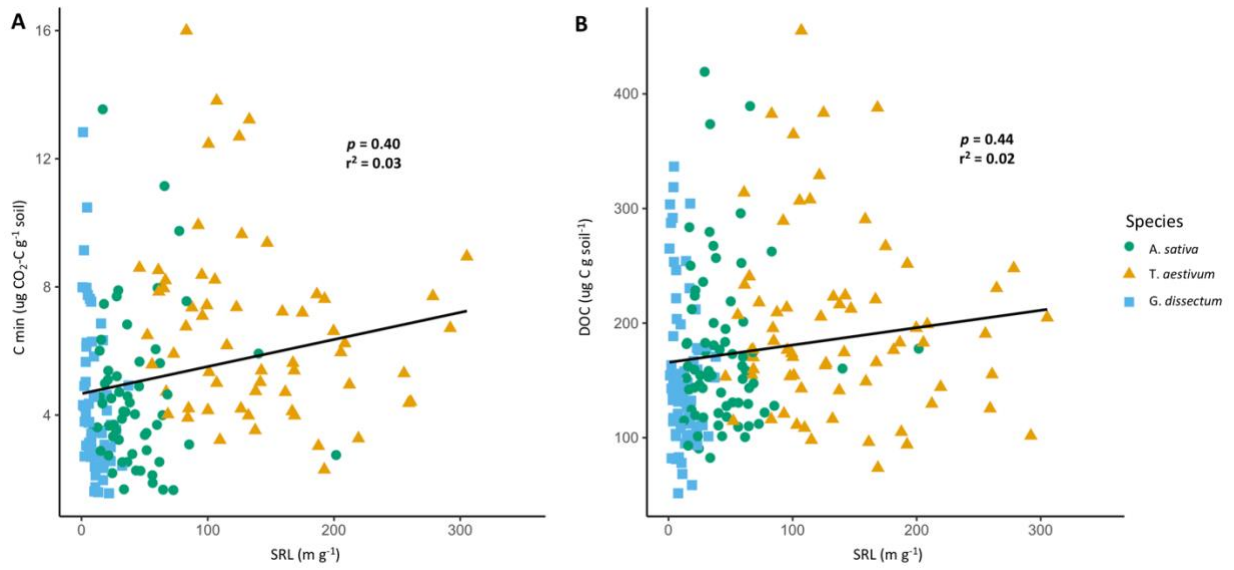 A
16
12
8
4
0
100
200
300
C min (ug CO₂-C g⁻¹ soil)
SRL (m g⁻¹)
p = 0.40
r² = 0.03
B
400
300
200
100
0
100
200
300
DOC (ug C g soil⁻¹)
SRL (m g⁻¹)
p = 0.44
r² = 0.02
Species
A. sativa
T. aestivum
G. dissectum